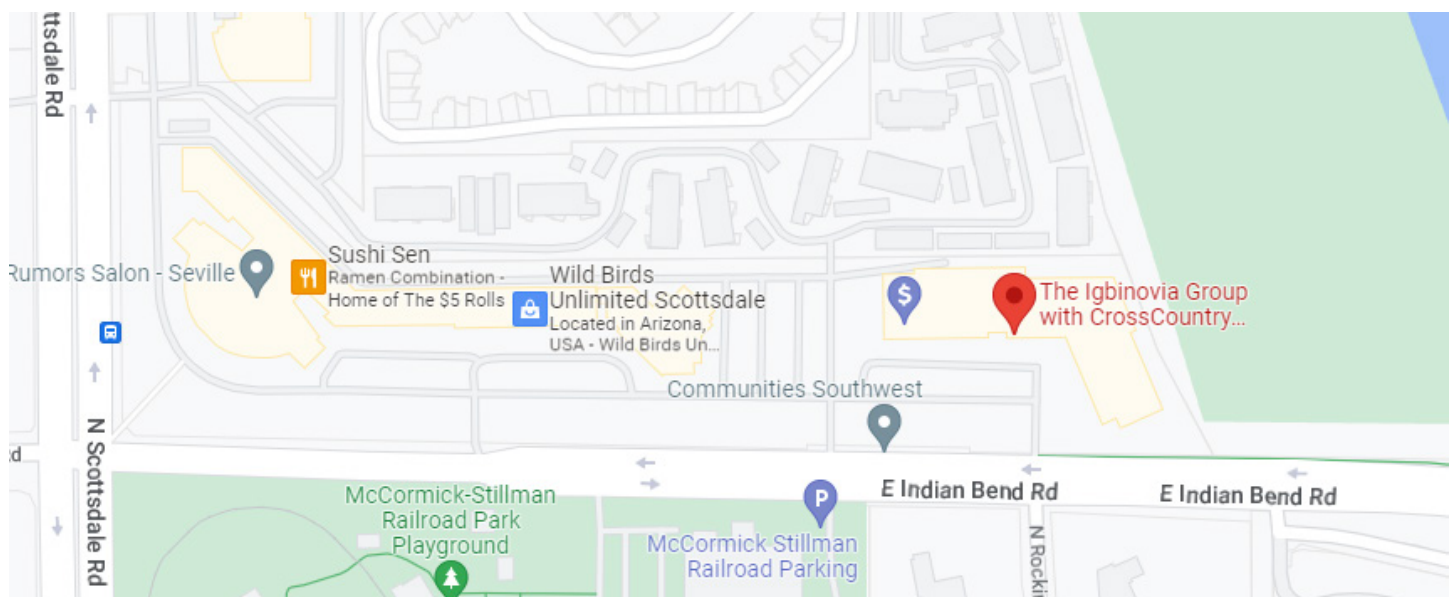 ttsdale Rd
Sushi Sen
Ramen Combination -
Home of The $5 Rolls
Rumors Salon - Seville
Wild Birds
Unlimited Scottsdale
Located in Arizona,
USA - Wild Birds Un...
$
The Igbinovia Group
with CrossCountry...
Communities Southwest
N Scottsdale Rd
d
E Indian Bend Rd
E Indian Bend Rd
McCormick-Stillman
Railroad Park
Playground
P
McCormick Stillman
Railroad Parking
N Rockin